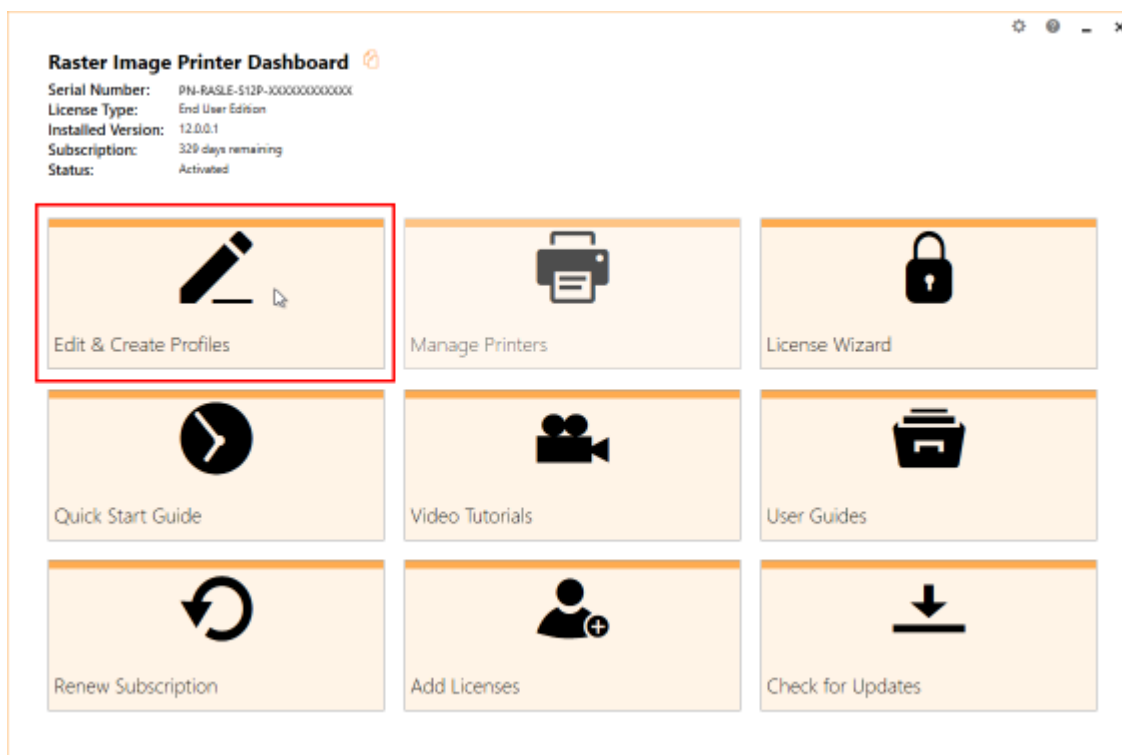 Raster Image Printer Dashboard
Serial Number: PN-RASLE-S12P-XXXXXXXXXXXX
License Type: End User Edition
Installed Version: 12.0.0.1
Subscription: 329 days remaining
Status: Activated
Edit & Create Profiles
Manage Printers
License Wizard
Quick Start Guide
Video Tutorials
User Guides
Renew Subscription
Add Licenses
Check for Updates